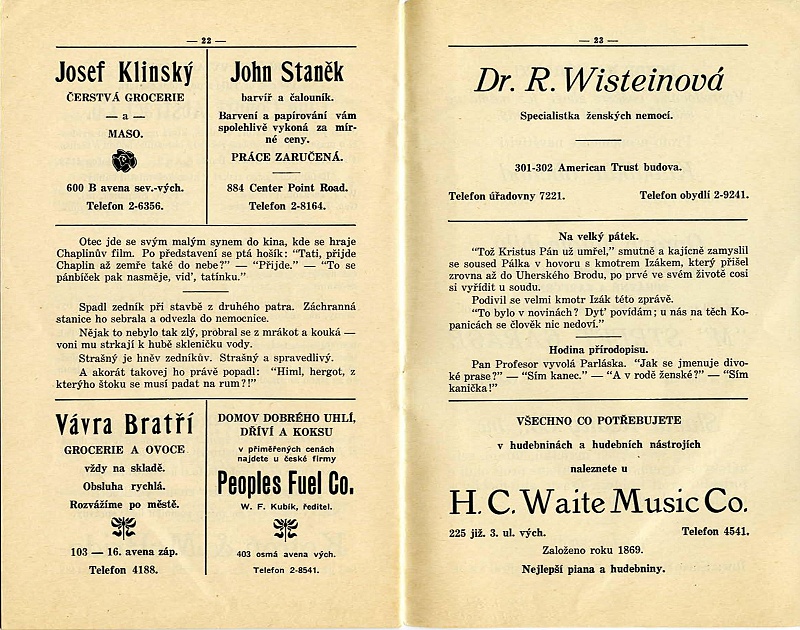 — 22 —
Josef Klinský
ČERSTVÁ GROCERIE
— a —
MASO.
600 B avena sev.-vých.
Telefon 2-6356.
John Staněk
barvíř a čalouník.
Barvení a papírování vám
spolehlivě vykoná za mír-
né ceny.
PRÁCE ZARUČENÁ.
884 Center Point Road.
Telefon 2-8164.
Otec jde se svým malým synem do kina, kde se hraje
Chaplinův film. Po představení se ptá hošík: “Tati, přijde
Chaplin až zemře také do nebe?” — “Přijde.” — “To se
pánbíček pak nasměje, viď, tatínku.”
Spadl zedník při stavbě z druhého patra. Záchranná
stanice ho sebrala a odvezla do nemocnice.
Nějak to nebylo tak zlý, probral se z mrákot a kouká —
voni mu strkají k hubě skleničku vody.
Strašný je hněv zedníkův. Strašný a spravedlivý.
A akorát takovej ho právě popadl: “Himl, hergot, z
kterýho štoku se musí padat na rum?!”
Vávra Bratří
GROCERIE A OVOCE
vždy na skladě.
Obsluha rychlá.
Rozvážíme po městě.
103 — 16. avena záp.
Telefon 4188.
DOMOV DOBRÉHO UHLÍ,
DŘÍVÍ A KOKSU
v přiměřených cenách
najdete u české firmy
Peoples Fuel Co.
W. F. Kubík, ředitel.
403 osmá avena vých.
Telefon 2-8541.
— 23 —
Dr. R. Wisteinová
Specialistka ženských nemocí.
301-302 American Trust budova.
Telefon úřadovny 7221. Telefon obydlí 2-9241.
Na velký pátek.
“Tož Kristus Pán už umřel,” smutně a kajícně zamyslil
se soused Pálka v hovoru s kmotrem Izákem, který přišel
zrovna až do Uherského Brodu, po prvé ve svém životě cosi
si vyřídit u soudu.
Podivil se velmi kmotr Izák této zprávě.
“To bylo v novinách? Dyť povídám; u nás na těch Ko-
panicách se člověk nic nedoví.”
Hodina přírodopisu.
Pan Profesor vyvolá Parláska. “Jak se jmenuje divo-
ké prase?” — “Sím kanec.” — “A v rodě ženské?” — “Sím
kanička!”
VŠECHNO CO POTŘEBUJETE
v hudebninách a hudebních nástrojích
naleznete u
H. C. Waite Music Co.
225 již. 3. ul. vých. Telefon 4541.
Založeno roku 1869.
Nejlepší piana a hudebniny.